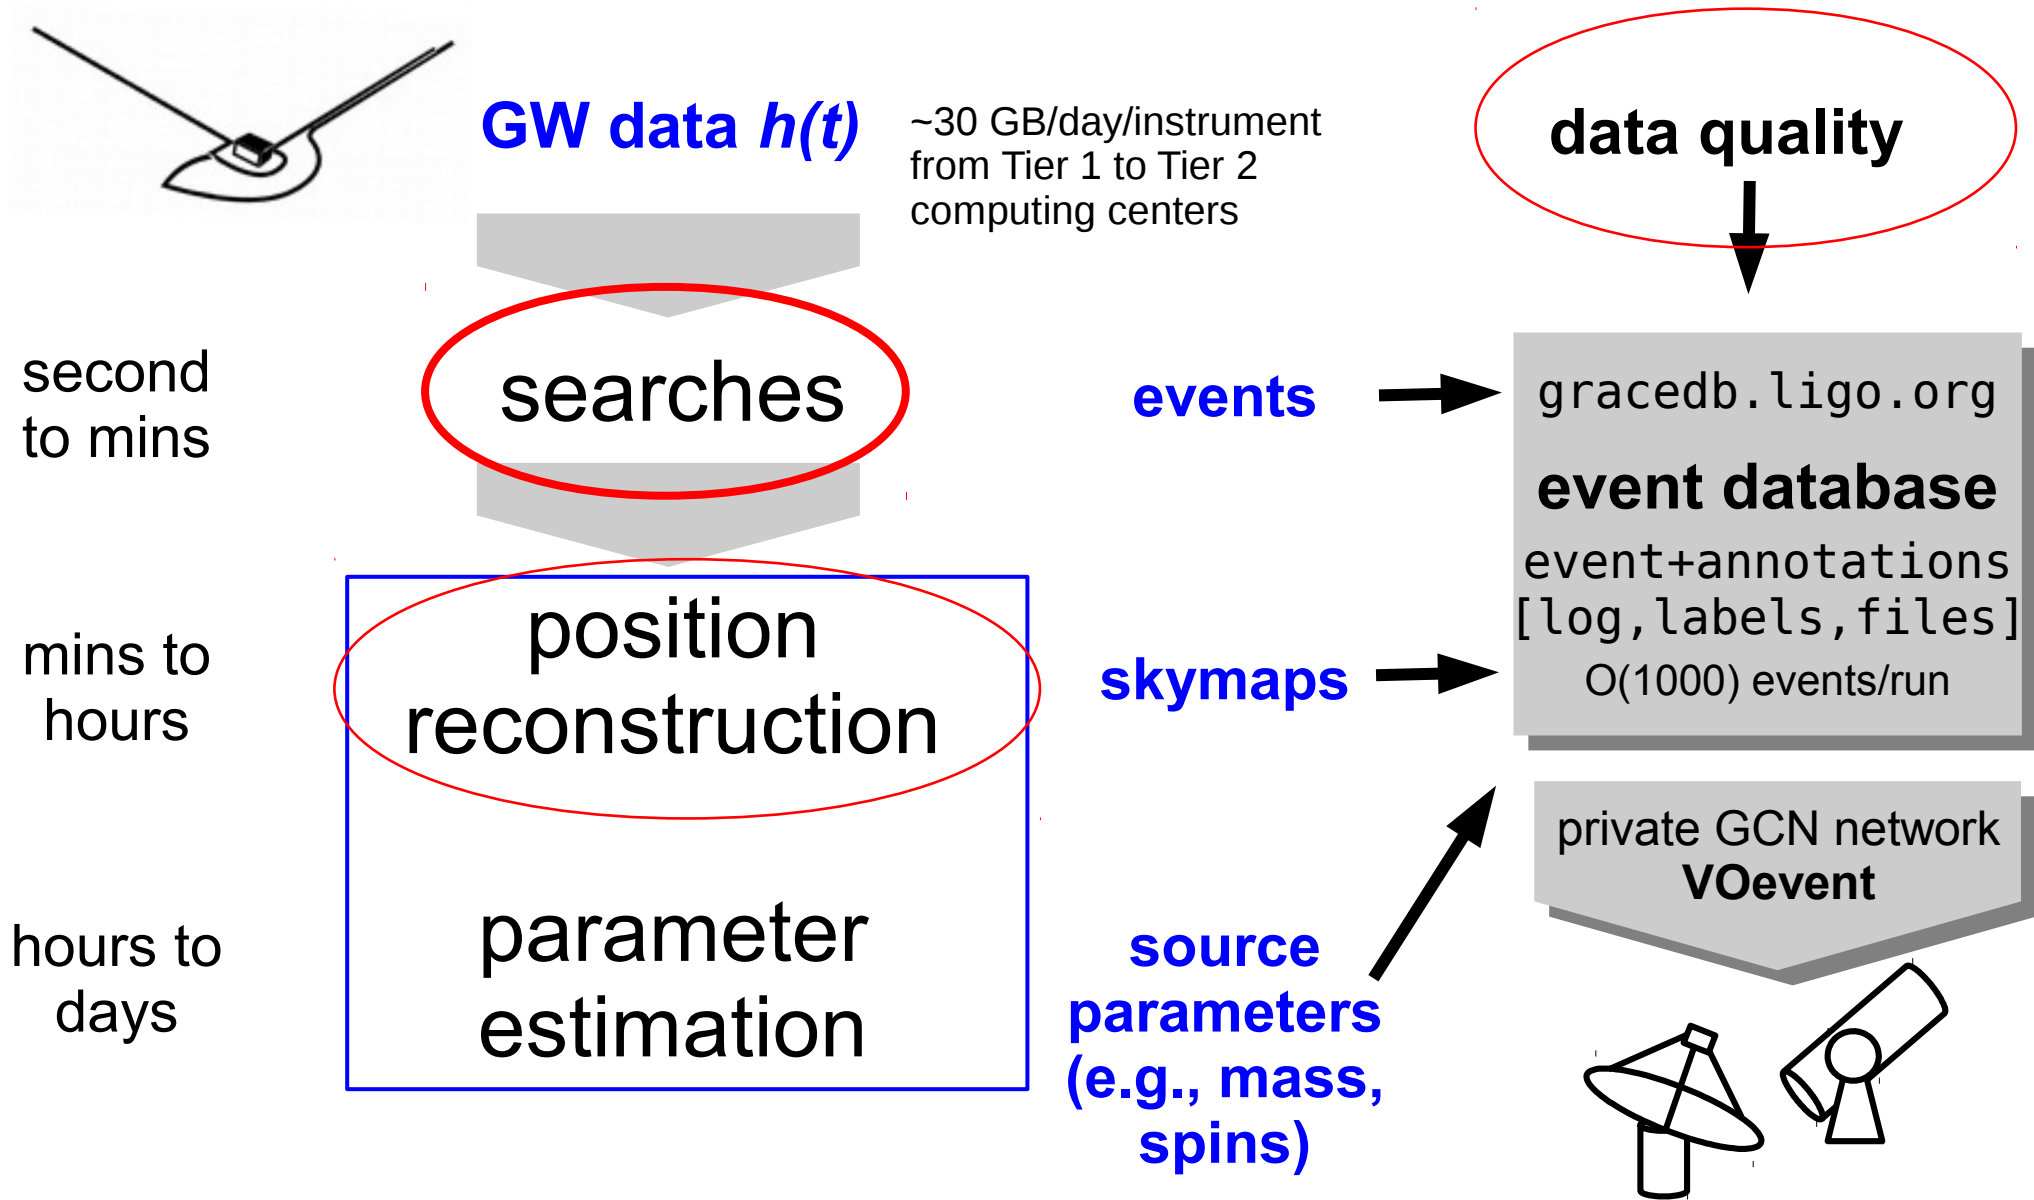 GW data h(t)
~30 GB/day/instrument
from Tier 1 to Tier 2
computing centers
data quality
second
to mins
searches
events
gracedb.ligo.org
event database
event+annotations
[log,labels,files]
O(1000) events/run
mins to
hours
position
reconstruction
skymaps
private GCN network
VOevent
hours to
days
parameter
estimation
source
parameters
(e.g., mass,
spins)